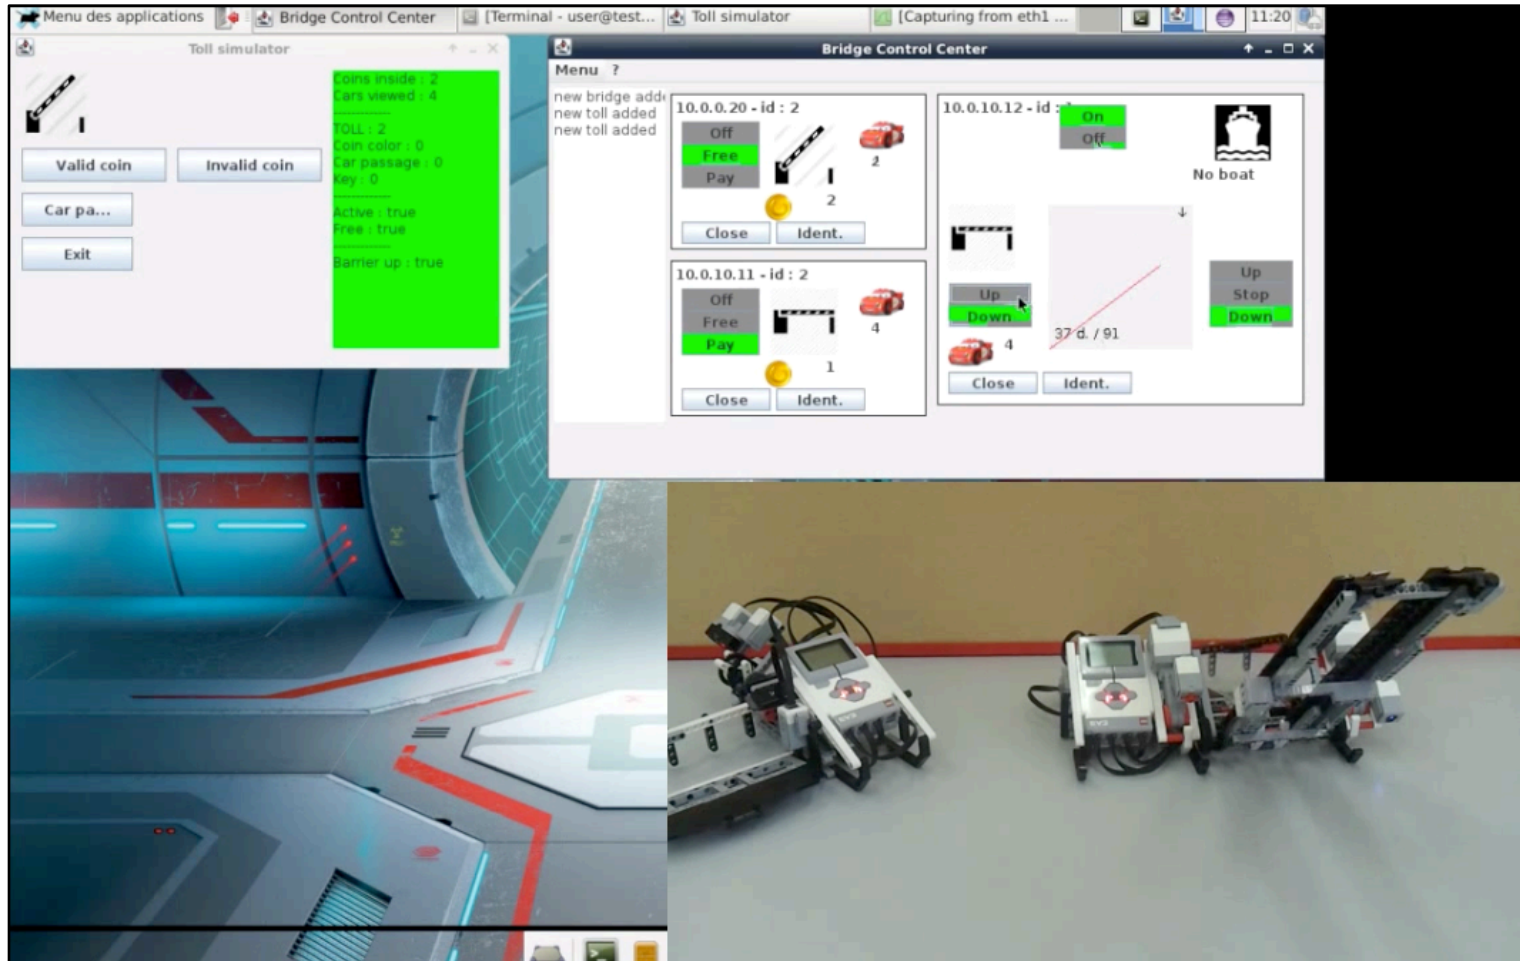 Menu des applications
Bridge Control Center
[Terminal - user@test...
Toll simulator
[Capturing from eth1 ...
11:20
Toll simulator
Valid coin
Invalid coin
Car pa...
Exit
Coins inside : 2
Cars viewed : 4
------------
TOLL : 2
Coin color : 0
Car passage : 0
Key : 0
------------
Active : true
Free : true
------------
Barrier up : true
Bridge Control Center
Menu ?
new bridge adde
new toll added
new toll added
10.0.0.20 - id : 2
Off
Free
Pay
2
Close
Ident.
10.0.10.11 - id : 2
Off
Free
Pay
4
1
Close
Ident.
10.0.10.12 - id :
On
Off
No boat
Up
Down
4
37 d. / 91
Up
Stop
Down
Close
Ident.
EV3